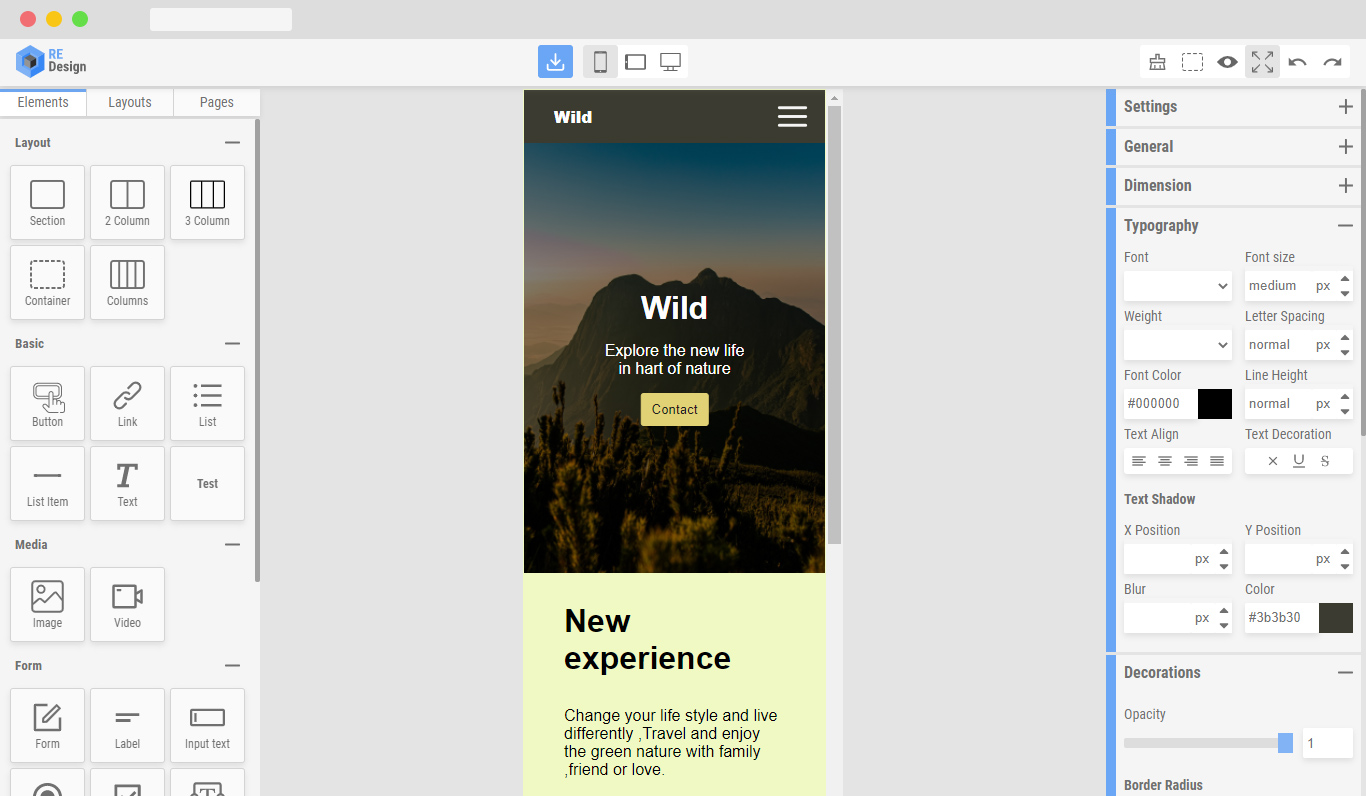 RE
Design
Elements
Layouts
Pages
Layout
Section
2 Column
3 Column
Container
Columns
Basic
Button
Link
List
List Item
T
Text
Test
Media
Image
Video
Form
Form
Label
Input text
T
Wild
Wild
Explore the new life
in hart of nature
Contact
New
experience
Change your life style and live
differently ,Travel and enjoy
the green nature with family
,friend or love.
Settings
General
Dimension
Typography
Font
Font size
medium px
Weight
Letter Spacing
normal px
Font Color
Line Height
#000000
normal px
Text Align
Text Decoration
U S
Text Shadow
X Position
Y Position
px
px
Blur
Color
px
#3b3b30
Decorations
Opacity
1
Border Radius